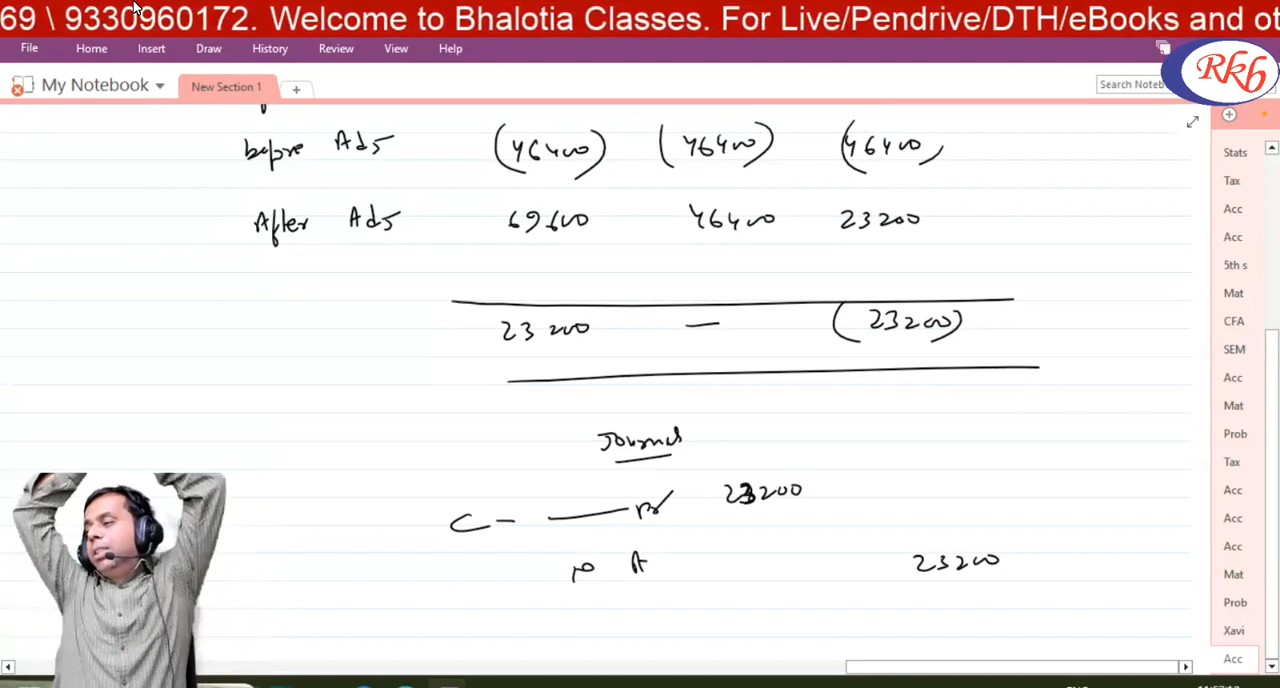 69 \ 9330960172. Welcome to Bhalotia Classes. For Live/Pendrive/DTH/eBooks and ot
File Home Insert Draw History Review View Help
Rkb
My Notebook New Section 1 + Search Noteb
before Adj (46400) (46400) (46400)
After Adj 69600 46400 23200
23200 — (23200)
Journal
C — Dr 23200
To A 23200
Stats
Tax
Acc
Acc
5th s
Mat
CFA
SEM
Acc
Mat
Prob
Tax
Acc
Acc
Acc
Mat
Prob
Xavi
Acc